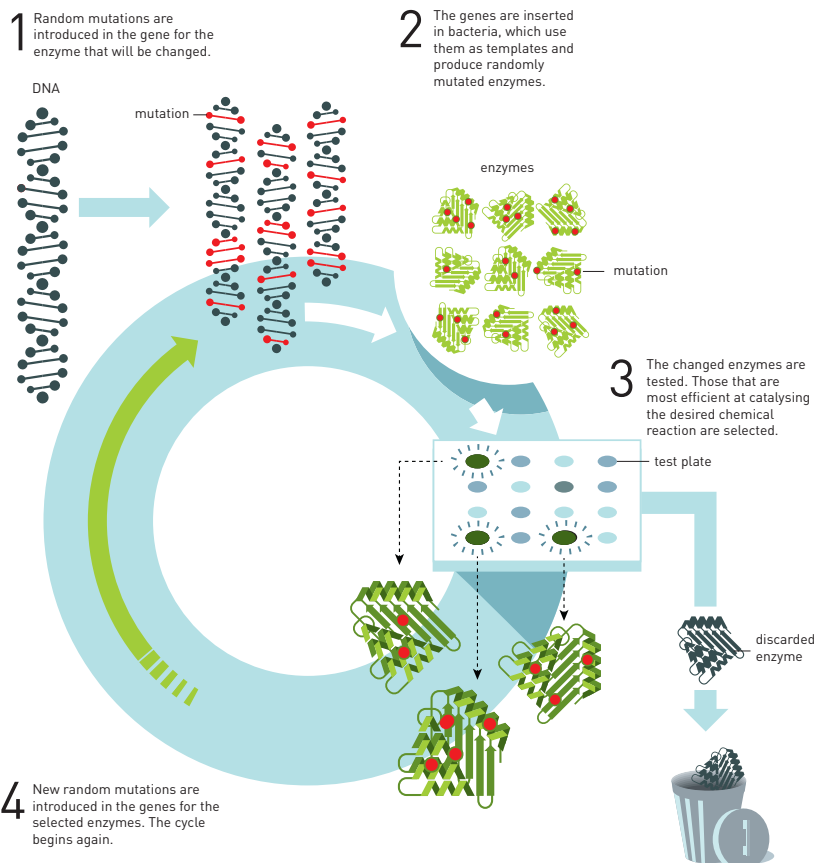 1
Random mutations are
introduced in the gene for the
enzyme that will be changed.
DNA
mutation
2
The genes are inserted
in bacteria, which use
them as templates and
produce randomly
mutated enzymes.
enzymes
mutation
3
The changed enzymes are
tested. Those that are
most efficient at catalysing
the desired chemical
reaction are selected.
test plate
discarded
enzyme
4
New random mutations are
introduced in the genes for the
selected enzymes. The cycle
begins again.